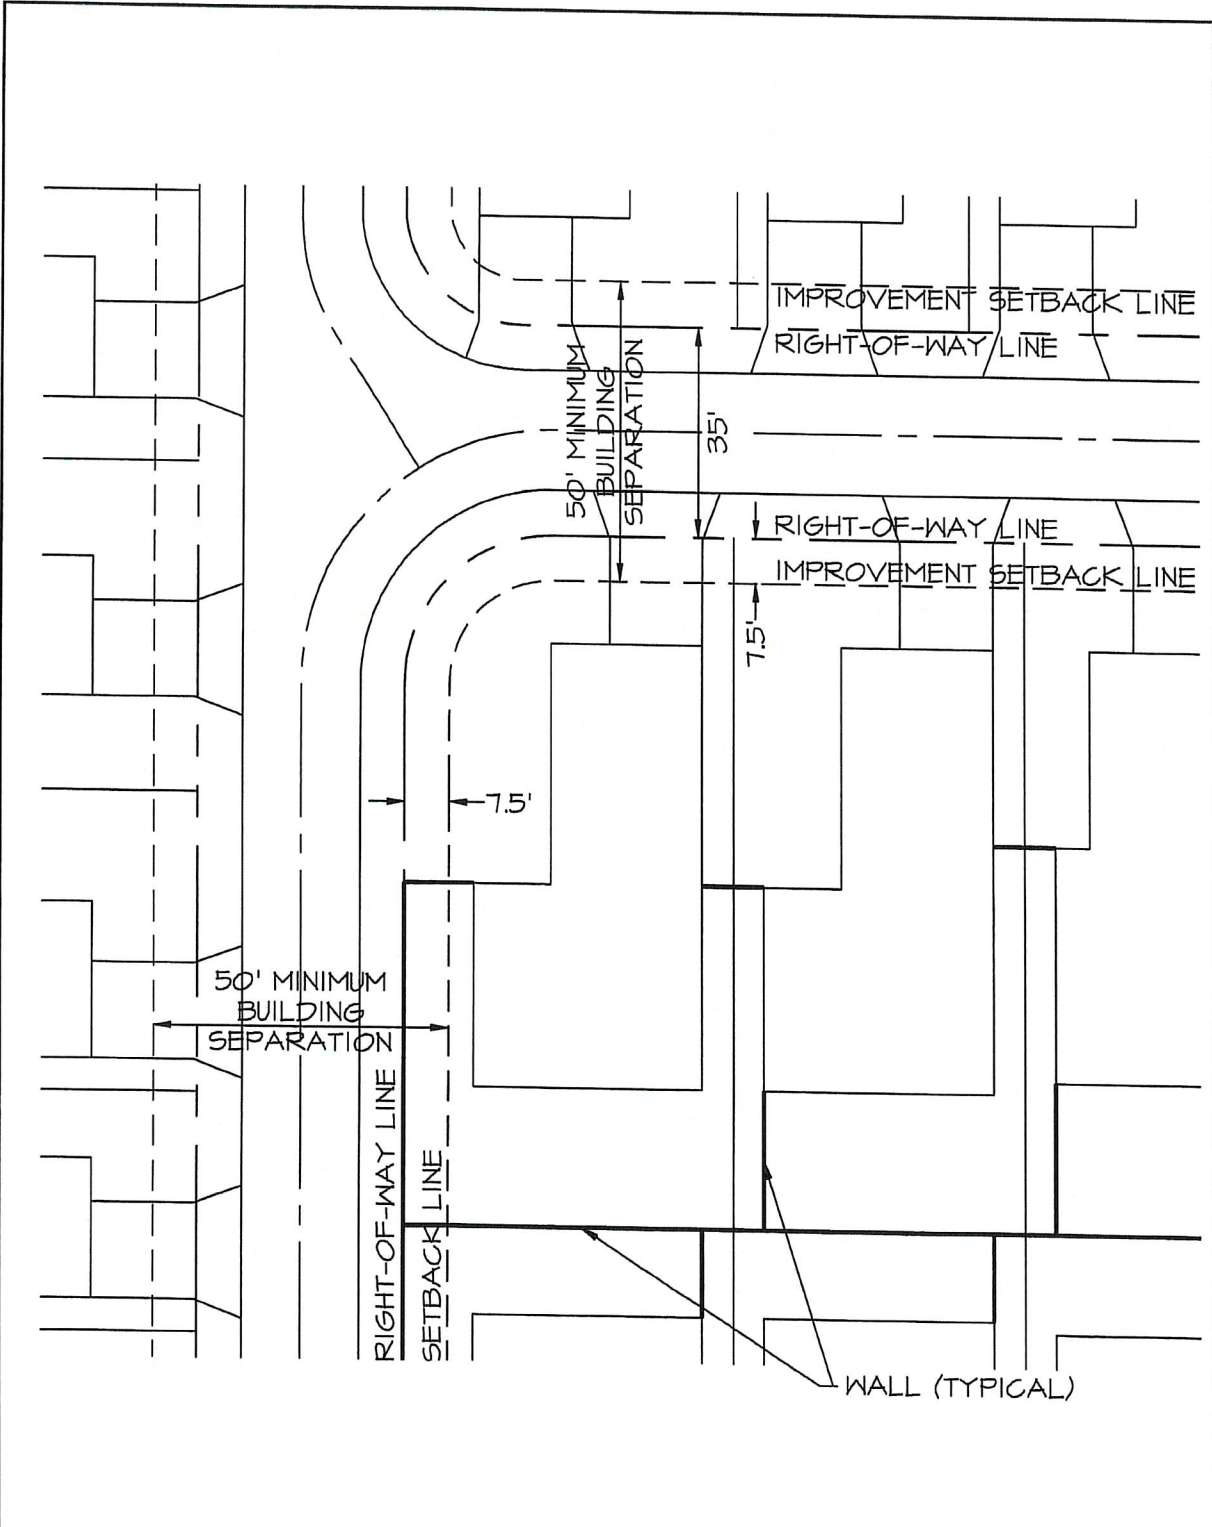 IMPROVEMENT SETBACK LINE
RIGHT-OF-WAY LINE
50' MINIMUM
BUILDING
SEPARATION
35'
RIGHT-OF-WAY LINE
IMPROVEMENT SETBACK LINE
7.5'
7.5'
50' MINIMUM
BUILDING
SEPARATION
RIGHT-OF-WAY LINE
SETBACK LINE
WALL (TYPICAL)